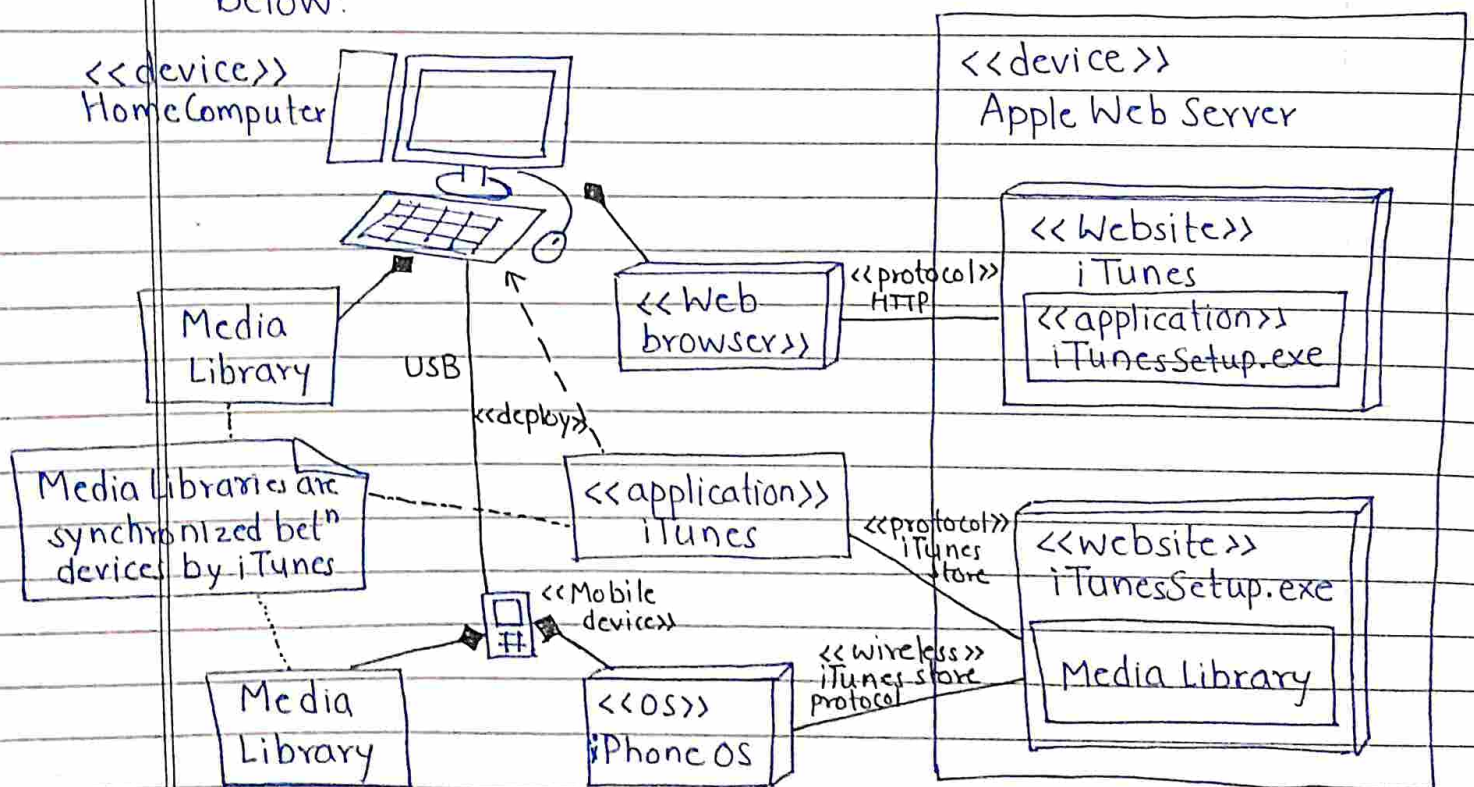 below.
<<device>>
HomeComputer
<<device>>
Apple Web Server
<<Website>>
iTunes
<<application>>
iTunesSetup.exe
<<protocol>>
HTTP
<<Web
browser>>
Media
Library
USB
<<deploy>>
Media Libraries are
synchronized betⁿ
devices by iTunes
<<application>>
iTunes
<<protocol>>
iTunes
store
<<website>>
iTunesSetup.exe
Media Library
<<Mobile
device>>
<<wireless>>
iTunes store
protocol
Media
Library
<<OS>>
iPhone OS